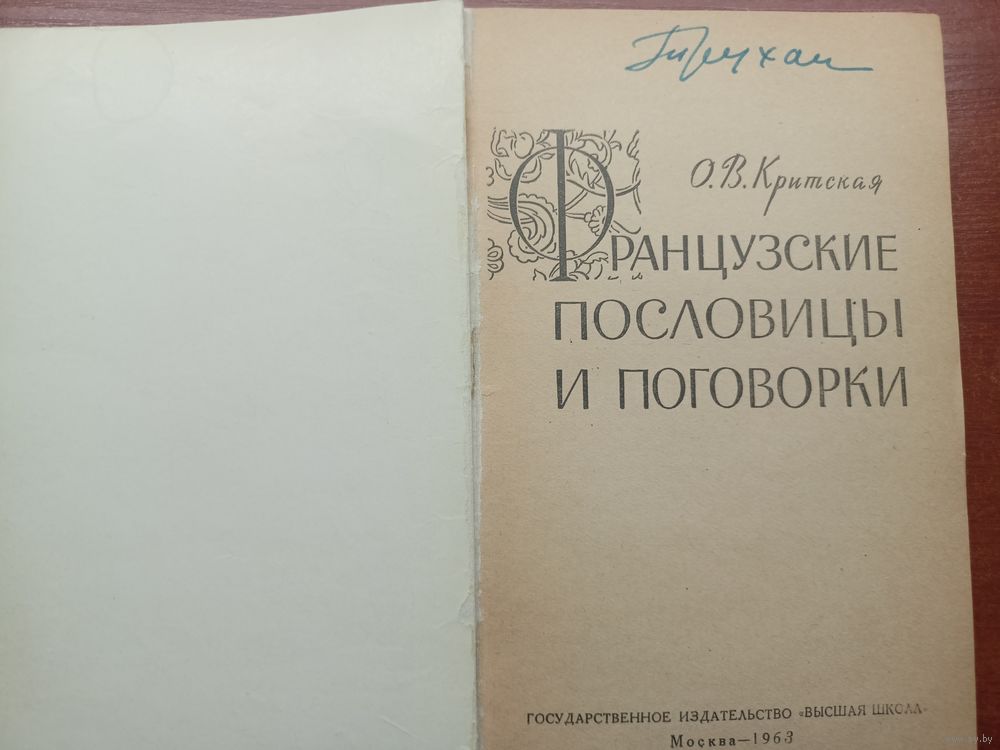 О.В.Критская
ФРАНЦУЗСКИЕ
ПОСЛОВИЦЫ
И ПОГОВОРКИ
ГОСУДАРСТВЕННОЕ ИЗДАТЕЛЬСТВО «ВЫСШАЯ ШКОЛА»
Москва—1963